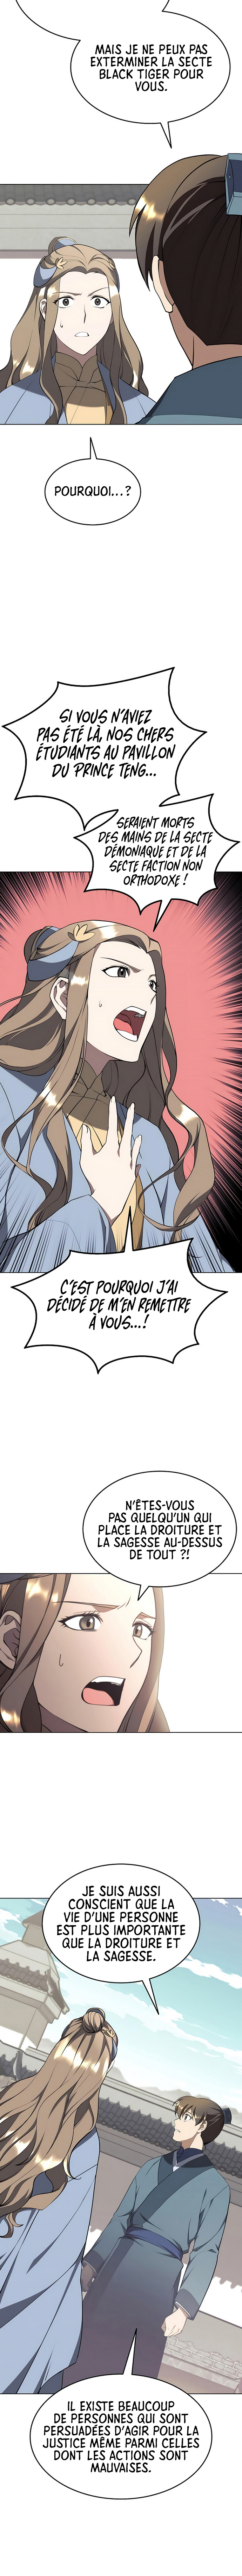 MAIS JE NE PEUX PAS
EXTERMINER LA SECTE
BLACK TIGER POUR
VOUS.
POURQUOI...?
SI VOUS N'AVIEZ
PAS ÉTÉ LÀ, NOS CHERS
ÉTUDIANTS AU PAVILLON
DU PRINCE TENG...
SERAIENT MORTS
DES MAINS DE LA SECTE
DÉMONIAQUE ET DE LA
SECTE FACTION NON
ORTHODOXE !
C'EST POURQUOI J'AI
DÉCIDÉ DE M'EN REMETTRE
À VOUS...!
N'ÊTES-VOUS
PAS QUELQU'UN QUI
PLACE LA DROITURE ET
LA SAGESSE AU-DESSUS
DE TOUT ?!
JE SUIS AUSSI
CONSCIENT QUE LA
VIE D'UNE PERSONNE
EST PLUS IMPORTANTE
QUE LA DROITURE ET
LA SAGESSE.
IL EXISTE BEAUCOUP
DE PERSONNES QUI SONT
PERSUADÉES D'AGIR POUR LA
JUSTICE MÊME PARMI CELLES
DONT LES ACTIONS SONT
MAUVAISES.